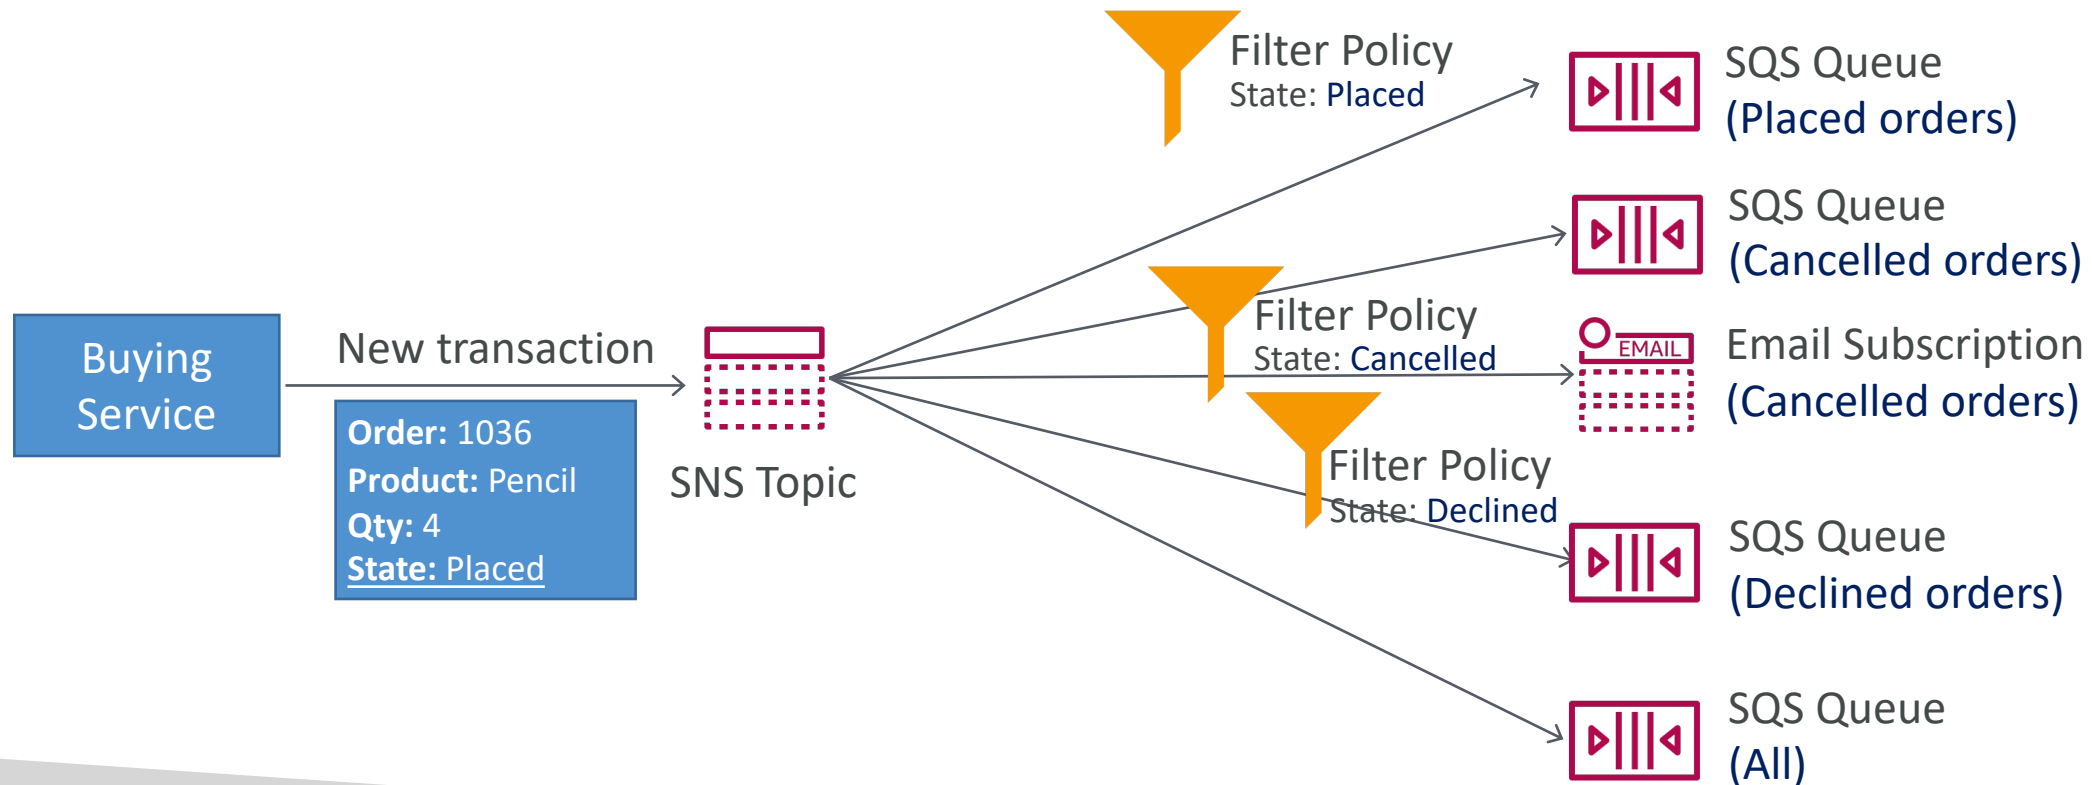 Buying
Service
New transaction
Order: 1036
Product: Pencil
Qty: 4
State: Placed
SNS Topic
Filter Policy
State: Placed
Filter Policy
State: Cancelled
Filter Policy
State: Declined
SQS Queue
(Placed orders)
SQS Queue
(Cancelled orders)
EMAIL
Email Subscription
(Cancelled orders)
SQS Queue
(Declined orders)
SQS Queue
(All)